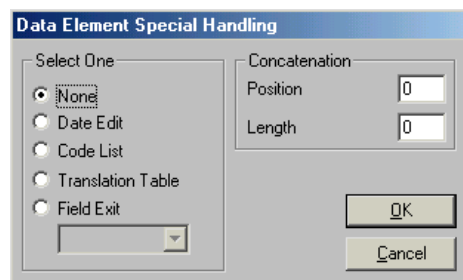 Data Element Special Handling
Select One
None
Date Edit
Code List
Translation Table
Field Exit
Concatenation
Position 0
Length 0
OK
Cancel